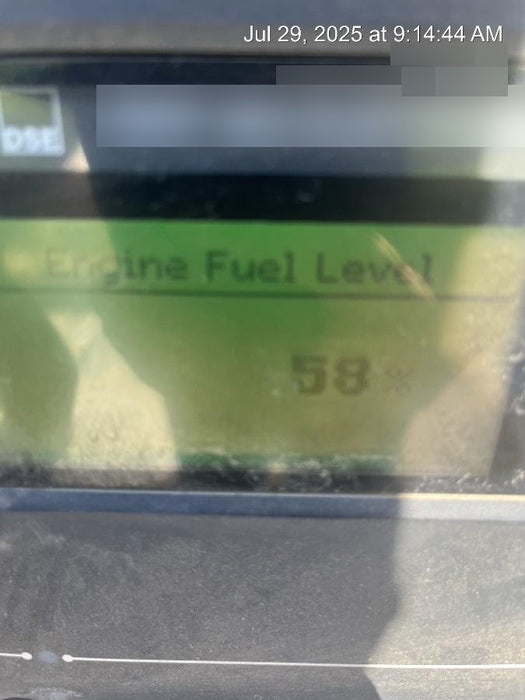 Jul 29, 2025 at 9:14:44 AM
DSE
Engine Fuel Level
58 %